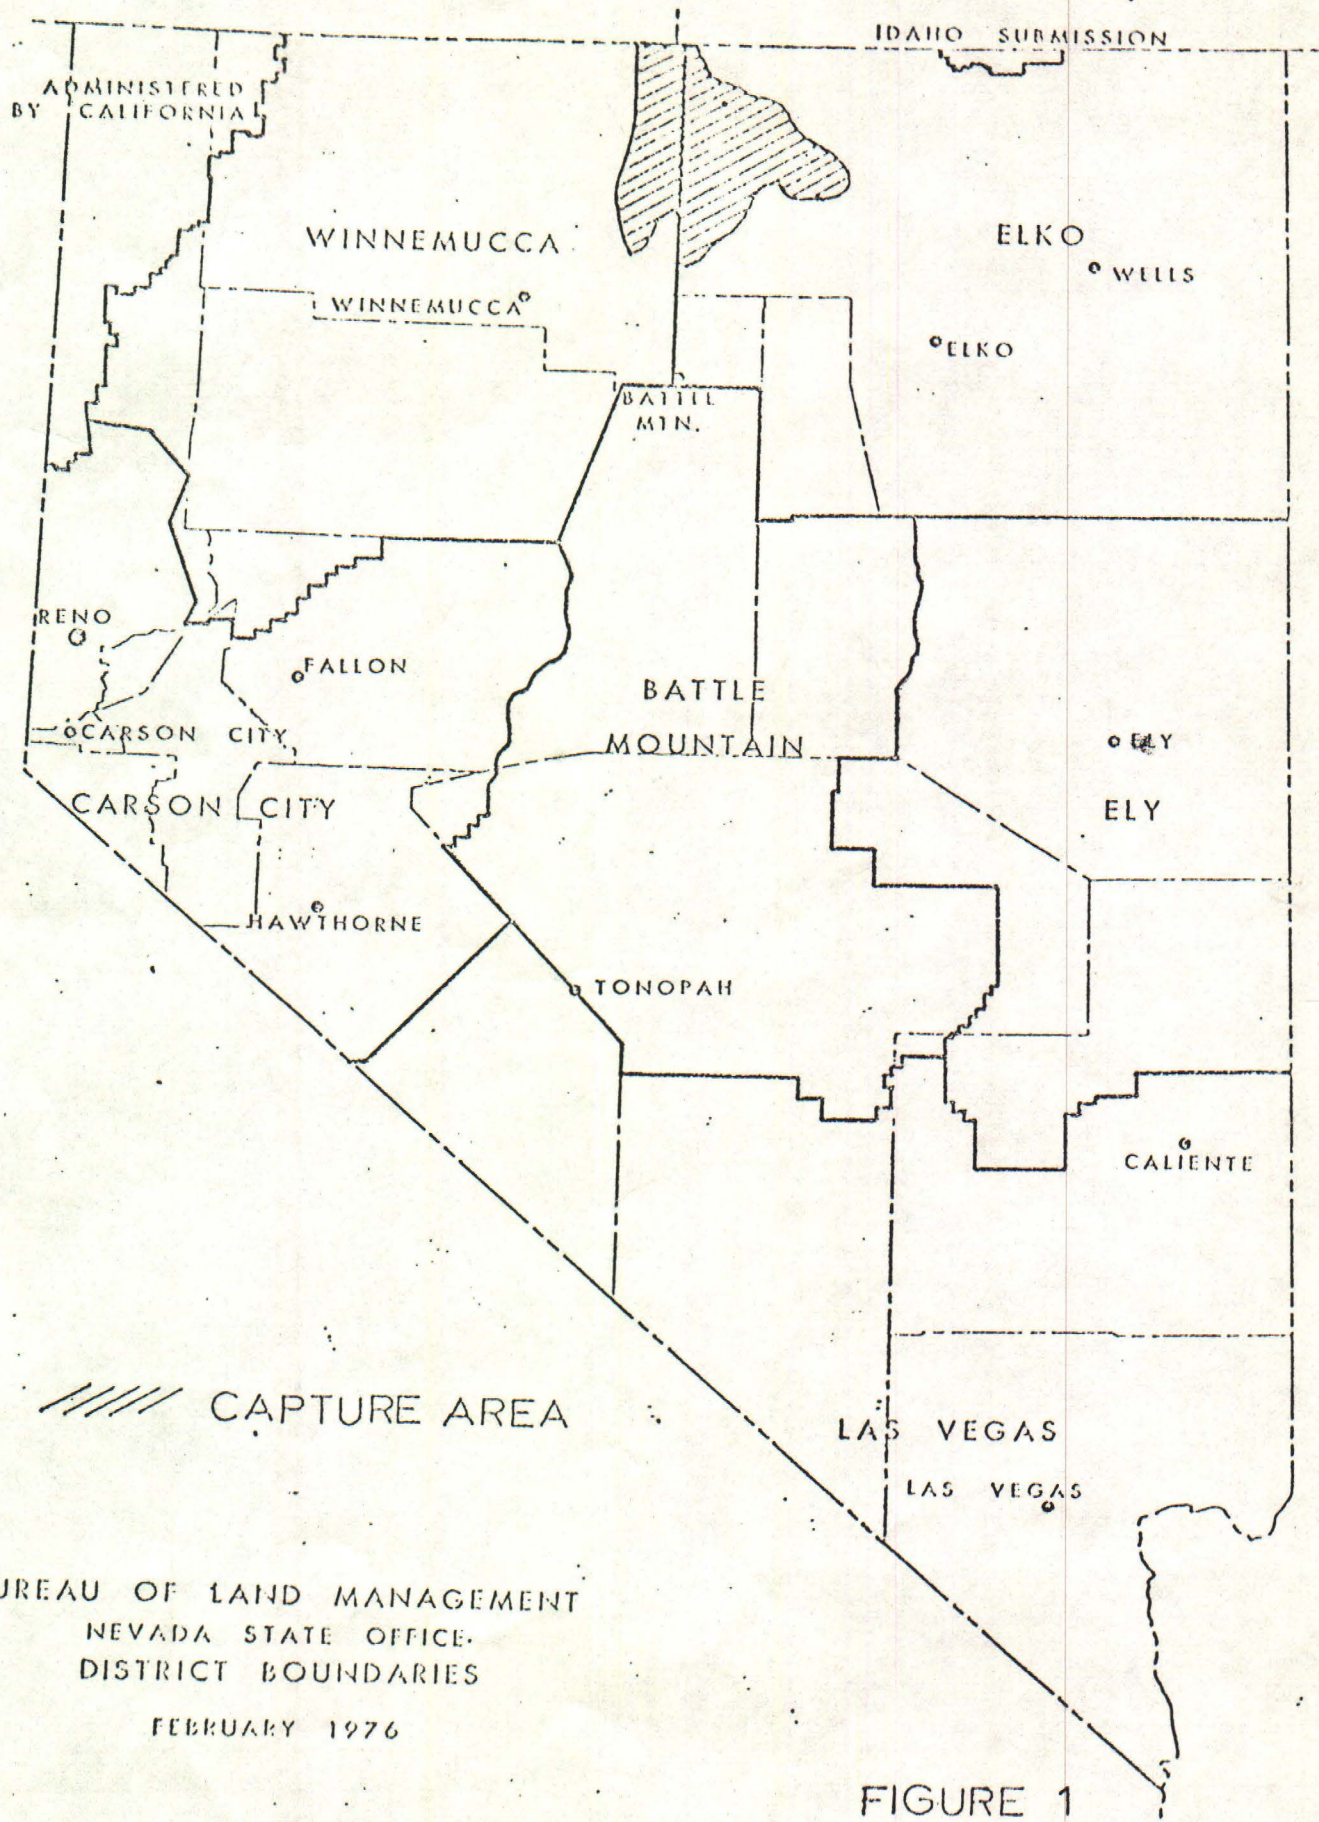 IDAHO SUBMISSION
ADMINISTERED
BY CALIFORNIA
WINNEMUCCA
ELKO
WELLS
WINNEMUCCA
ELKO
BATTLE
MTN.
RENO
FALLON
BATTLE
MOUNTAIN
CARSON CITY
ELY
CARSON CITY
ELY
HAWTHORNE
TONOPAH
CALIENTE
CAPTURE AREA
LAS VEGAS
LAS VEGAS
UREAU OF LAND MANAGEMENT
NEVADA STATE OFFICE
DISTRICT BOUNDARIES
FEBRUARY 1976
FIGURE 1